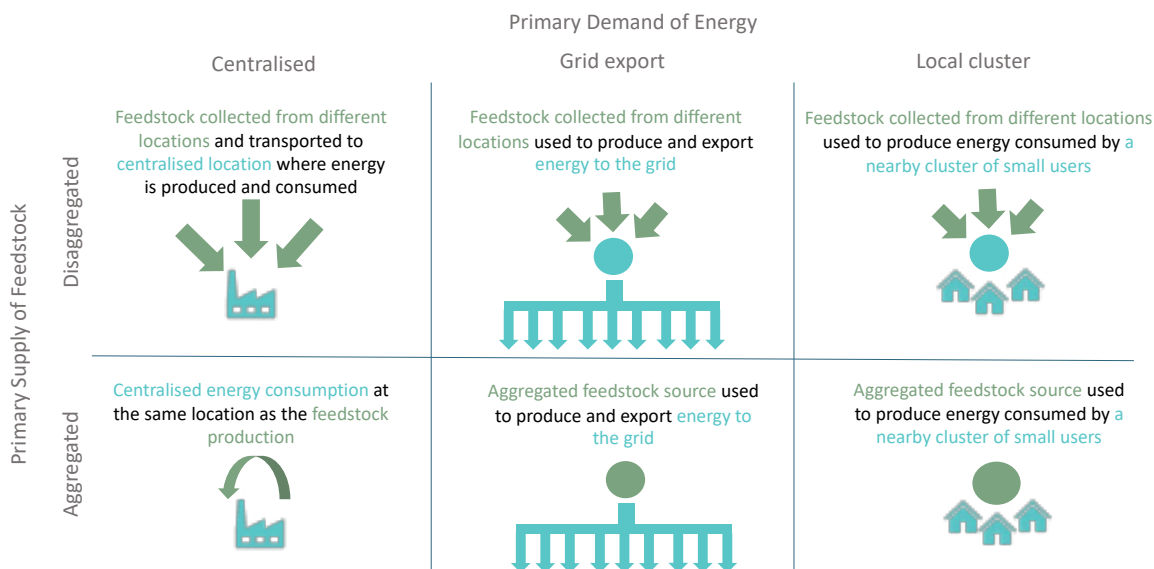 Primary Demand of Energy
Centralised
Grid export
Local cluster
Primary Supply of Feedstock
Disaggregated
Feedstock collected from different
locations and transported to
centralised location where energy
is produced and consumed
Feedstock collected from different
locations used to produce and export
energy to the grid
Feedstock collected from different locations
used to produce energy consumed by a
nearby cluster of small users
Aggregated
Centralised energy consumption at
the same location as the feedstock
production
Aggregated feedstock source used
to produce and export energy to
the grid
Aggregated feedstock source used
to produce energy consumed by a
nearby cluster of small users